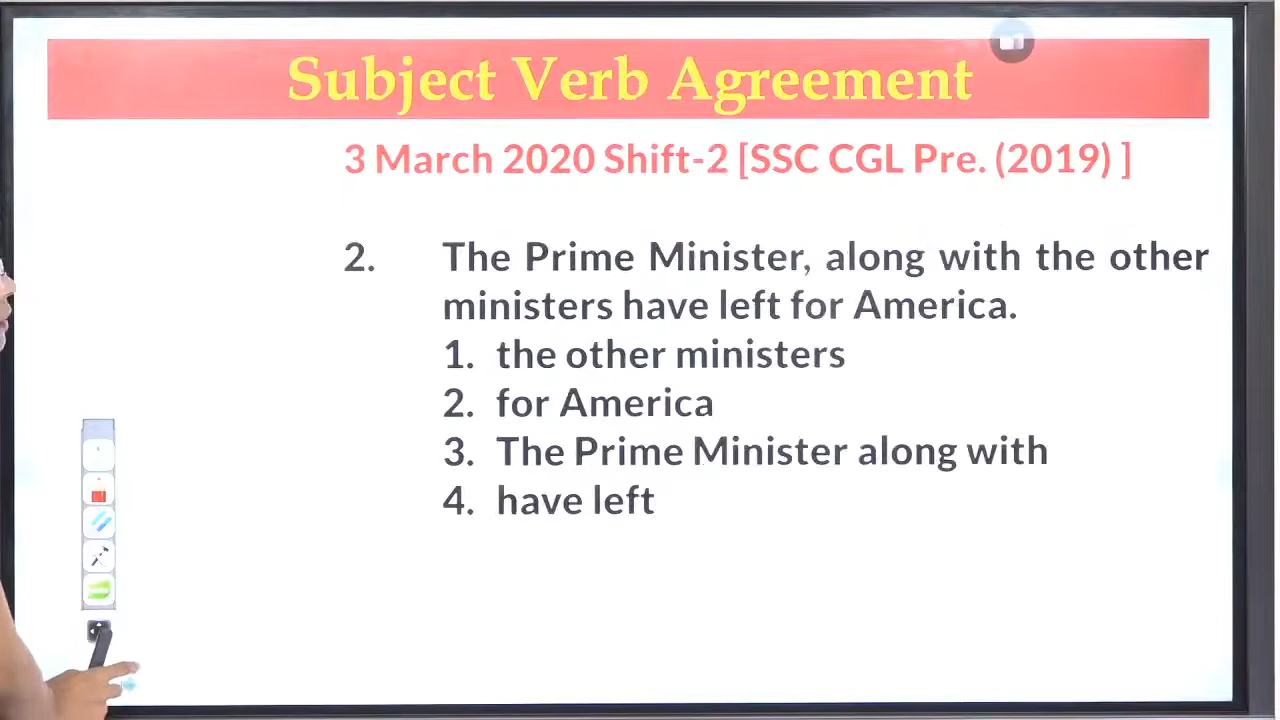 Subject Verb Agreement
3 March 2020 Shift-2 [SSC CGL Pre. (2019) ]
2. The Prime Minister, along with the other
ministers have left for America.
1. the other ministers
2. for America
3. The Prime Minister along with
4. have left